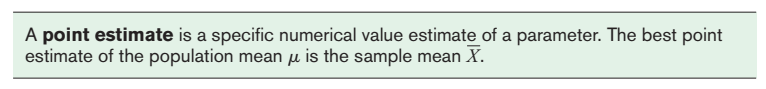 A point estimate is a specific numerical value estimate of a parameter. The best point
estimate of the population mean μ is the sample mean X̅.